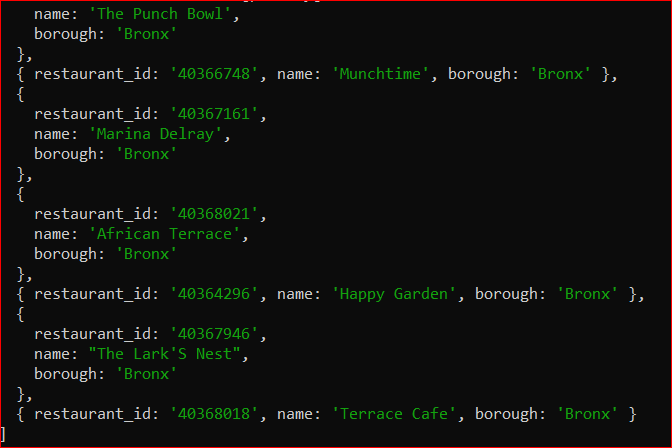 name: 'The Punch Bowl',
borough: 'Bronx'
},
{ restaurant_id: '40366748', name: 'Munchtime', borough: 'Bronx' },
{
restaurant_id: '40367161',
name: 'Marina Delray',
borough: 'Bronx'
},
{
restaurant_id: '40368021',
name: 'African Terrace',
borough: 'Bronx'
},
{ restaurant_id: '40364296', name: 'Happy Garden', borough: 'Bronx' },
{
restaurant_id: '40367946',
name: "The Lark'S Nest",
borough: 'Bronx'
},
{ restaurant_id: '40368018', name: 'Terrace Cafe', borough: 'Bronx' }
]